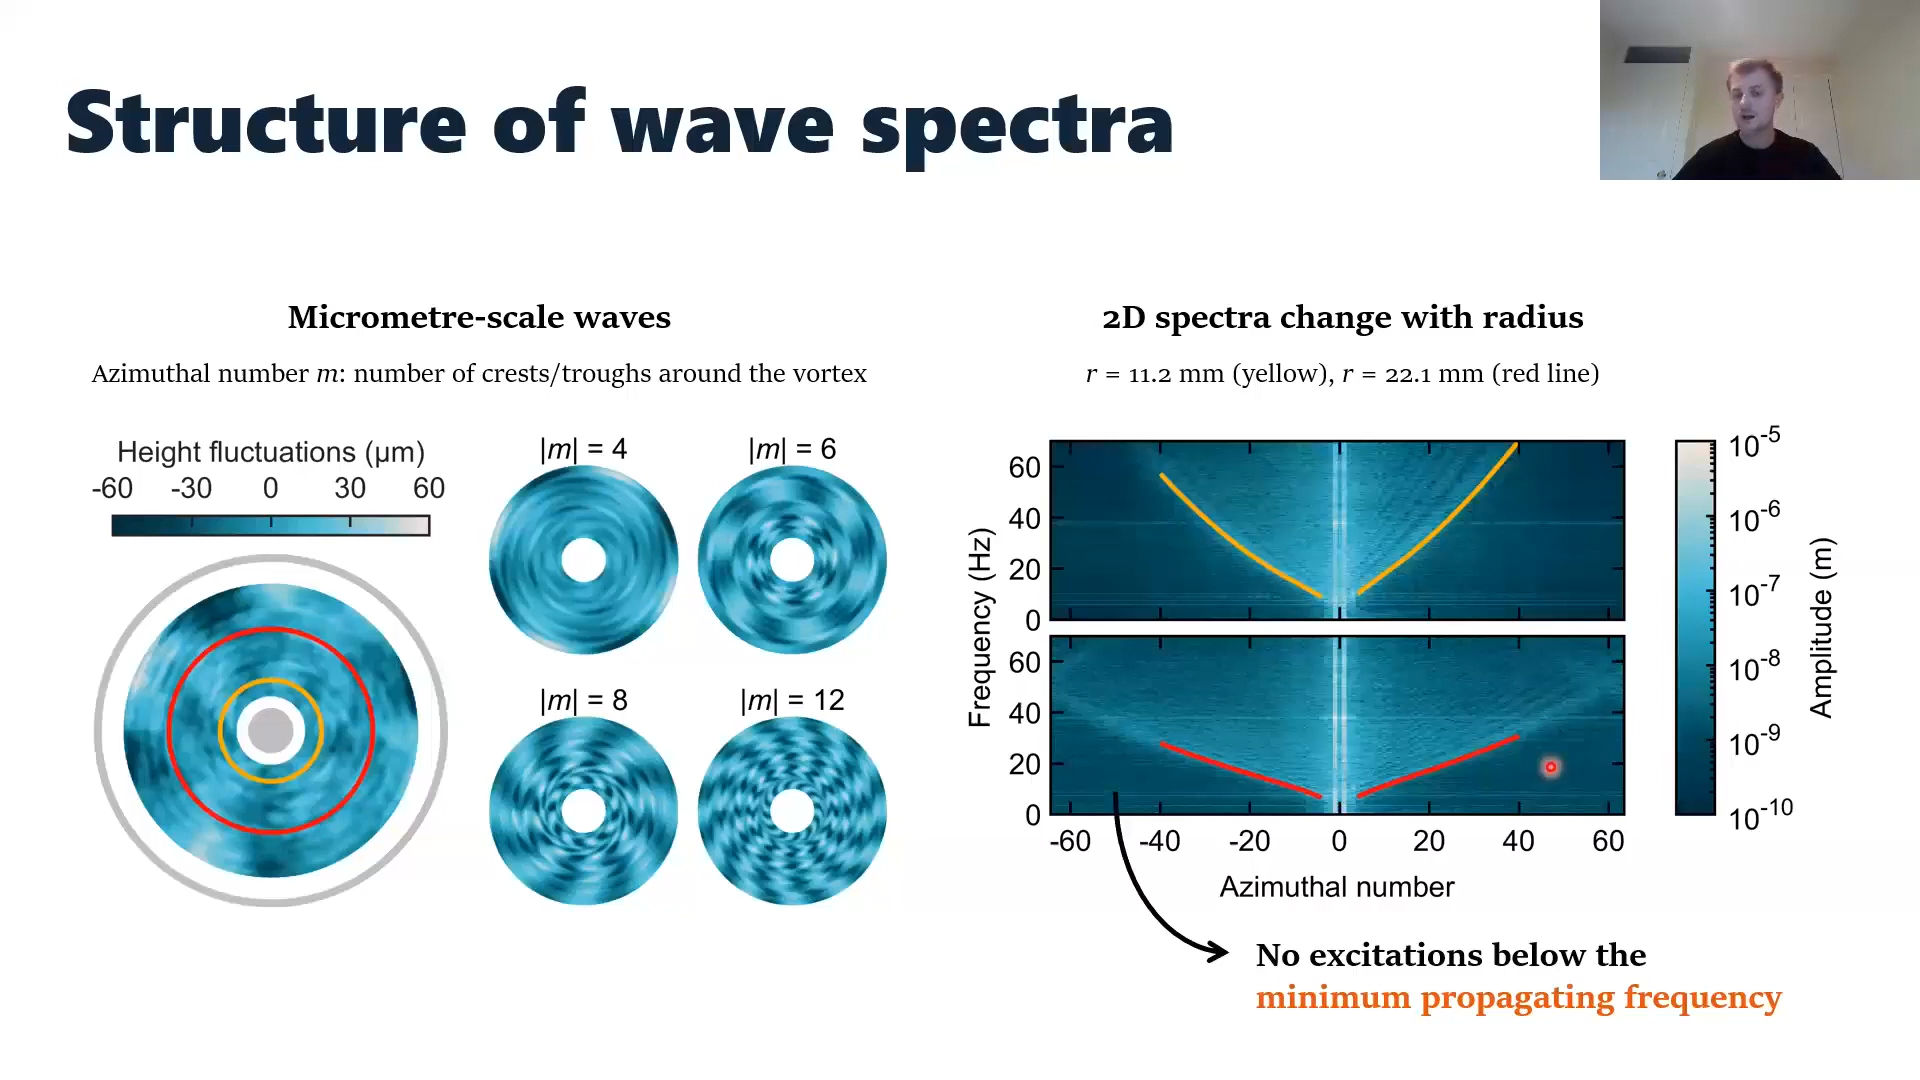 Structure of wave spectra
Micrometre-scale waves
Azimuthal number m: number of crests/troughs around the vortex
Height fluctuations (μm)
-60 -30 0 30 60
|m| = 4
|m| = 6
|m| = 8
|m| = 12
2D spectra change with radius
r = 11.2 mm (yellow), r = 22.1 mm (red line)
Frequency (Hz)
60
40
20
0
60
40
20
0
-60 -40 -20 0 20 40 60
Azimuthal number
10-5
10-6
10-7
10-8
10-9
10-10
Amplitude (m)
No excitations below the
minimum propagating frequency